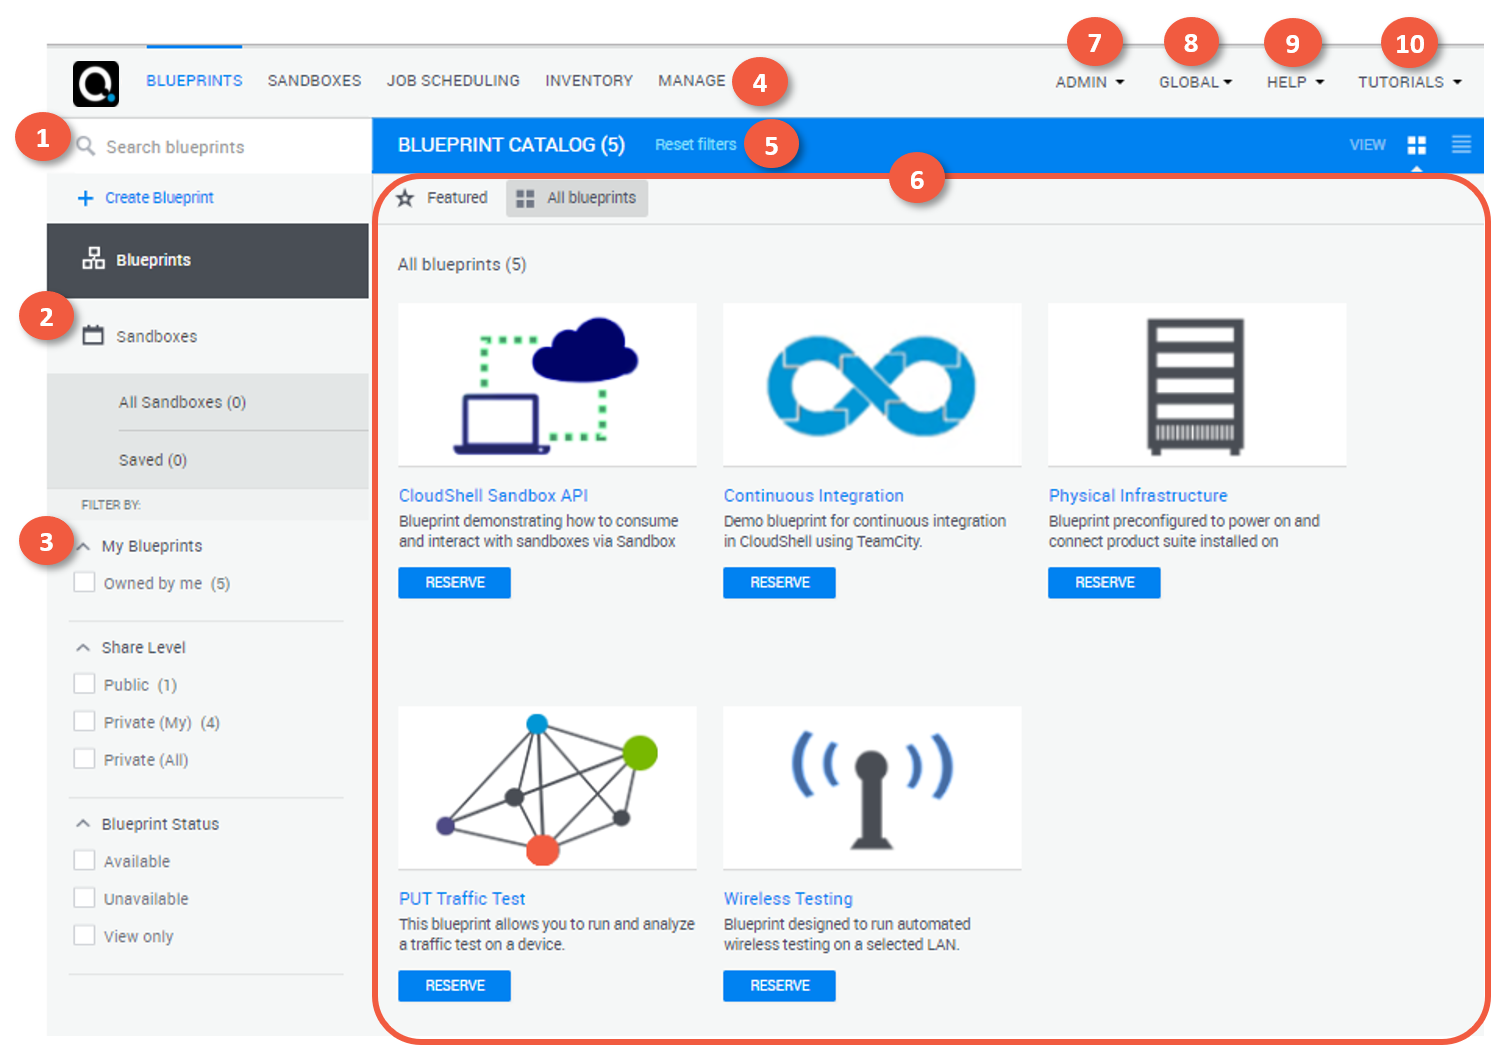 7 8 9 10
BLUEPRINTS SANDBOXES JOB SCHEDULING INVENTORY MANAGE 4 ADMIN GLOBAL HELP TUTORIALS
1 Search blueprints
BLUEPRINT CATALOG (5) Reset filters 5 VIEW
6
+ Create Blueprint
Featured All blueprints
Blueprints
2
Sandboxes
All Sandboxes (0)
Saved (0)
FILTER BY:
3
My Blueprints
Owned by me (5)
Share Level
Public (1)
Private (My) (4)
Private (All)
Blueprint Status
Available
Unavailable
View only
All blueprints (5)
CloudShell Sandbox API
Blueprint demonstrating how to consume
and interact with sandboxes via Sandbox
RESERVE
Continuous Integration
Demo blueprint for continuous integration
in CloudShell using TeamCity.
RESERVE
Physical Infrastructure
Blueprint preconfigured to power on and
connect product suite installed on
RESERVE
PUT Traffic Test
This blueprint allows you to run and analyze
a traffic test on a device.
RESERVE
Wireless Testing
Blueprint designed to run automated
wireless testing on a selected LAN.
RESERVE